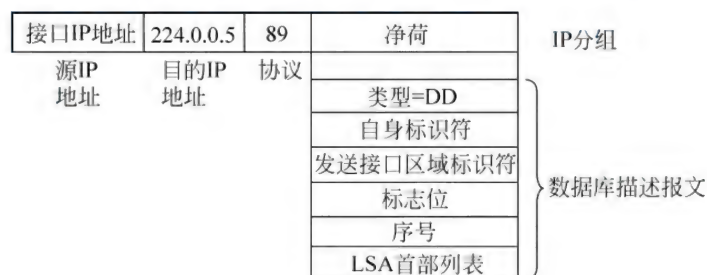 接口IP地址 224.0.0.5 89 净荷 IP分组
源IP地址 目的IP地址 协议
类型=DD
自身标识符
发送接口区域标识符
标志位
数据库描述报文
序号
LSA首部列表